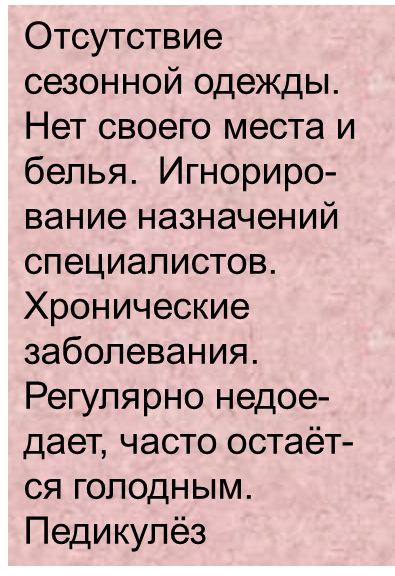 Отсутствие
сезонной одежды.
Нет своего места и
белья.  Игнориро-
вание назначений
специалистов.
Хронические
заболевания.
Регулярно недое-
дает, часто остаёт-
ся голодным.
Педикулёз